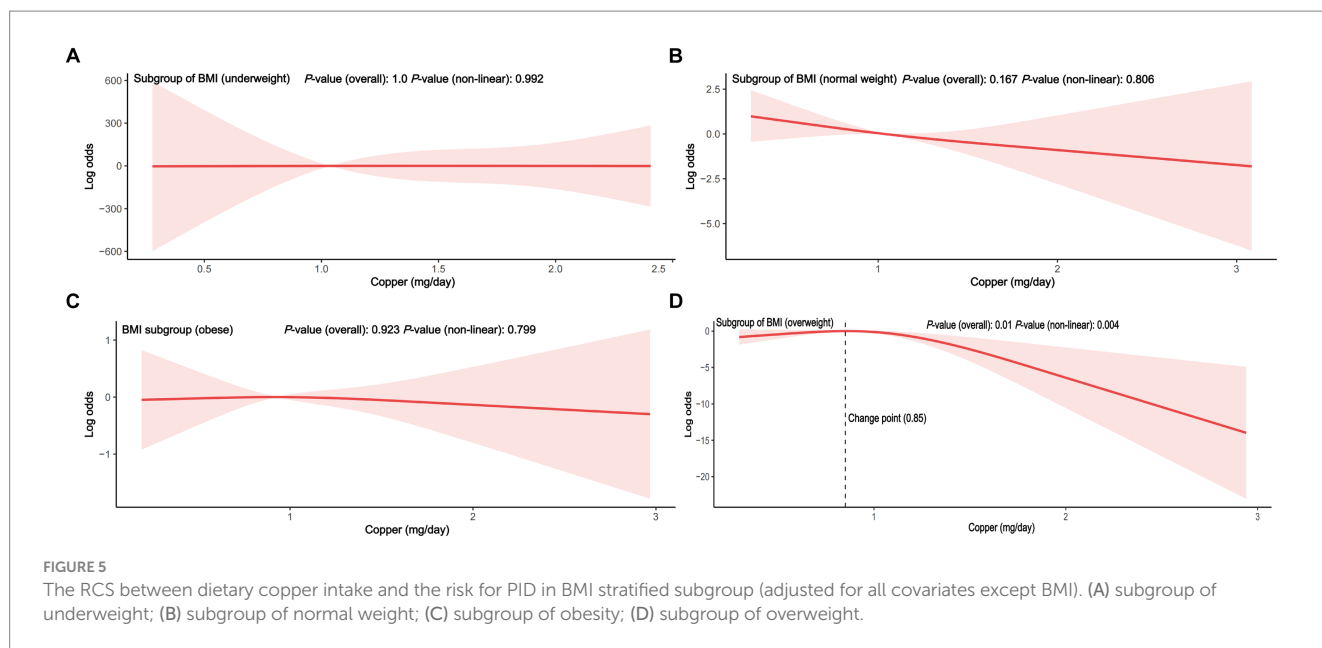 A
Subgroup of BMI (underweight) P-value (overall): 1.0 P-value (non-linear): 0.992
600
300
0
−300
−600
Log odds
0.5 1.0 1.5 2.0 2.5
Copper (mg/day)
B
Subgroup of BMI (normal weight) P-value (overall): 0.167 P-value (non-linear): 0.806
2.5
0.0
−2.5
−5.0
Log odds
1 2 3
Copper (mg/day)
C
BMI subgroup (obese) P-value (overall): 0.923 P-value (non-linear): 0.799
1
0
−1
Log odds
1 2 3
Copper (mg/day)
D
Subgroup of BMI (overweight) P-value (overall): 0.01 P-value (non-linear): 0.004
0
−5
−10
−15
−20
Log odds
Change point (0.85)
1 2 3
Copper (mg/day)
FIGURE 5
The RCS between dietary copper intake and the risk for PID in BMI stratified subgroup (adjusted for all covariates except BMI). (A) subgroup of
underweight; (B) subgroup of normal weight; (C) subgroup of obesity; (D) subgroup of overweight.